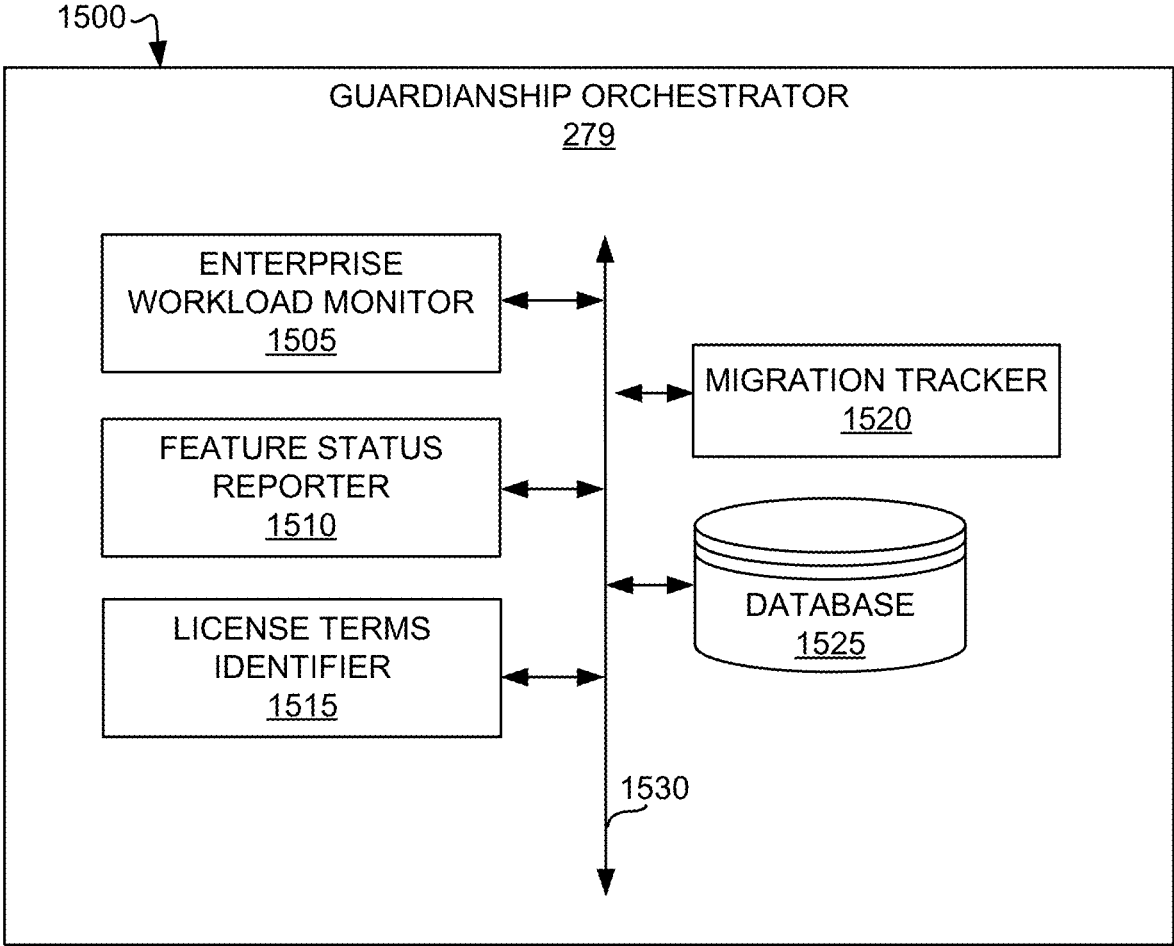 1500
GUARDIANSHIP ORCHESTRATOR
279
ENTERPRISE
WORKLOAD MONITOR
1505
MIGRATION TRACKER
1520
FEATURE STATUS
REPORTER
1510
DATABASE
1525
LICENSE TERMS
IDENTIFIER
1515
1530